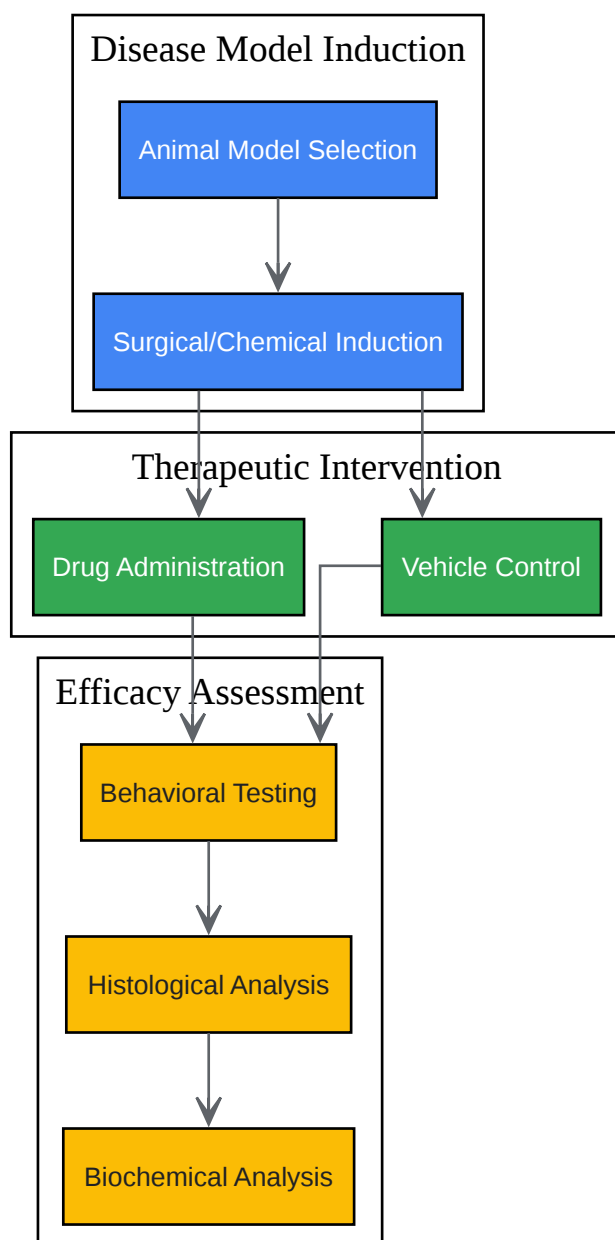 Disease Model Induction
Animal Model Selection
Surgical/Chemical Induction
Therapeutic Intervention
Drug Administration
Vehicle Control
Efficacy Assessment
Behavioral Testing
Histological Analysis
Biochemical Analysis